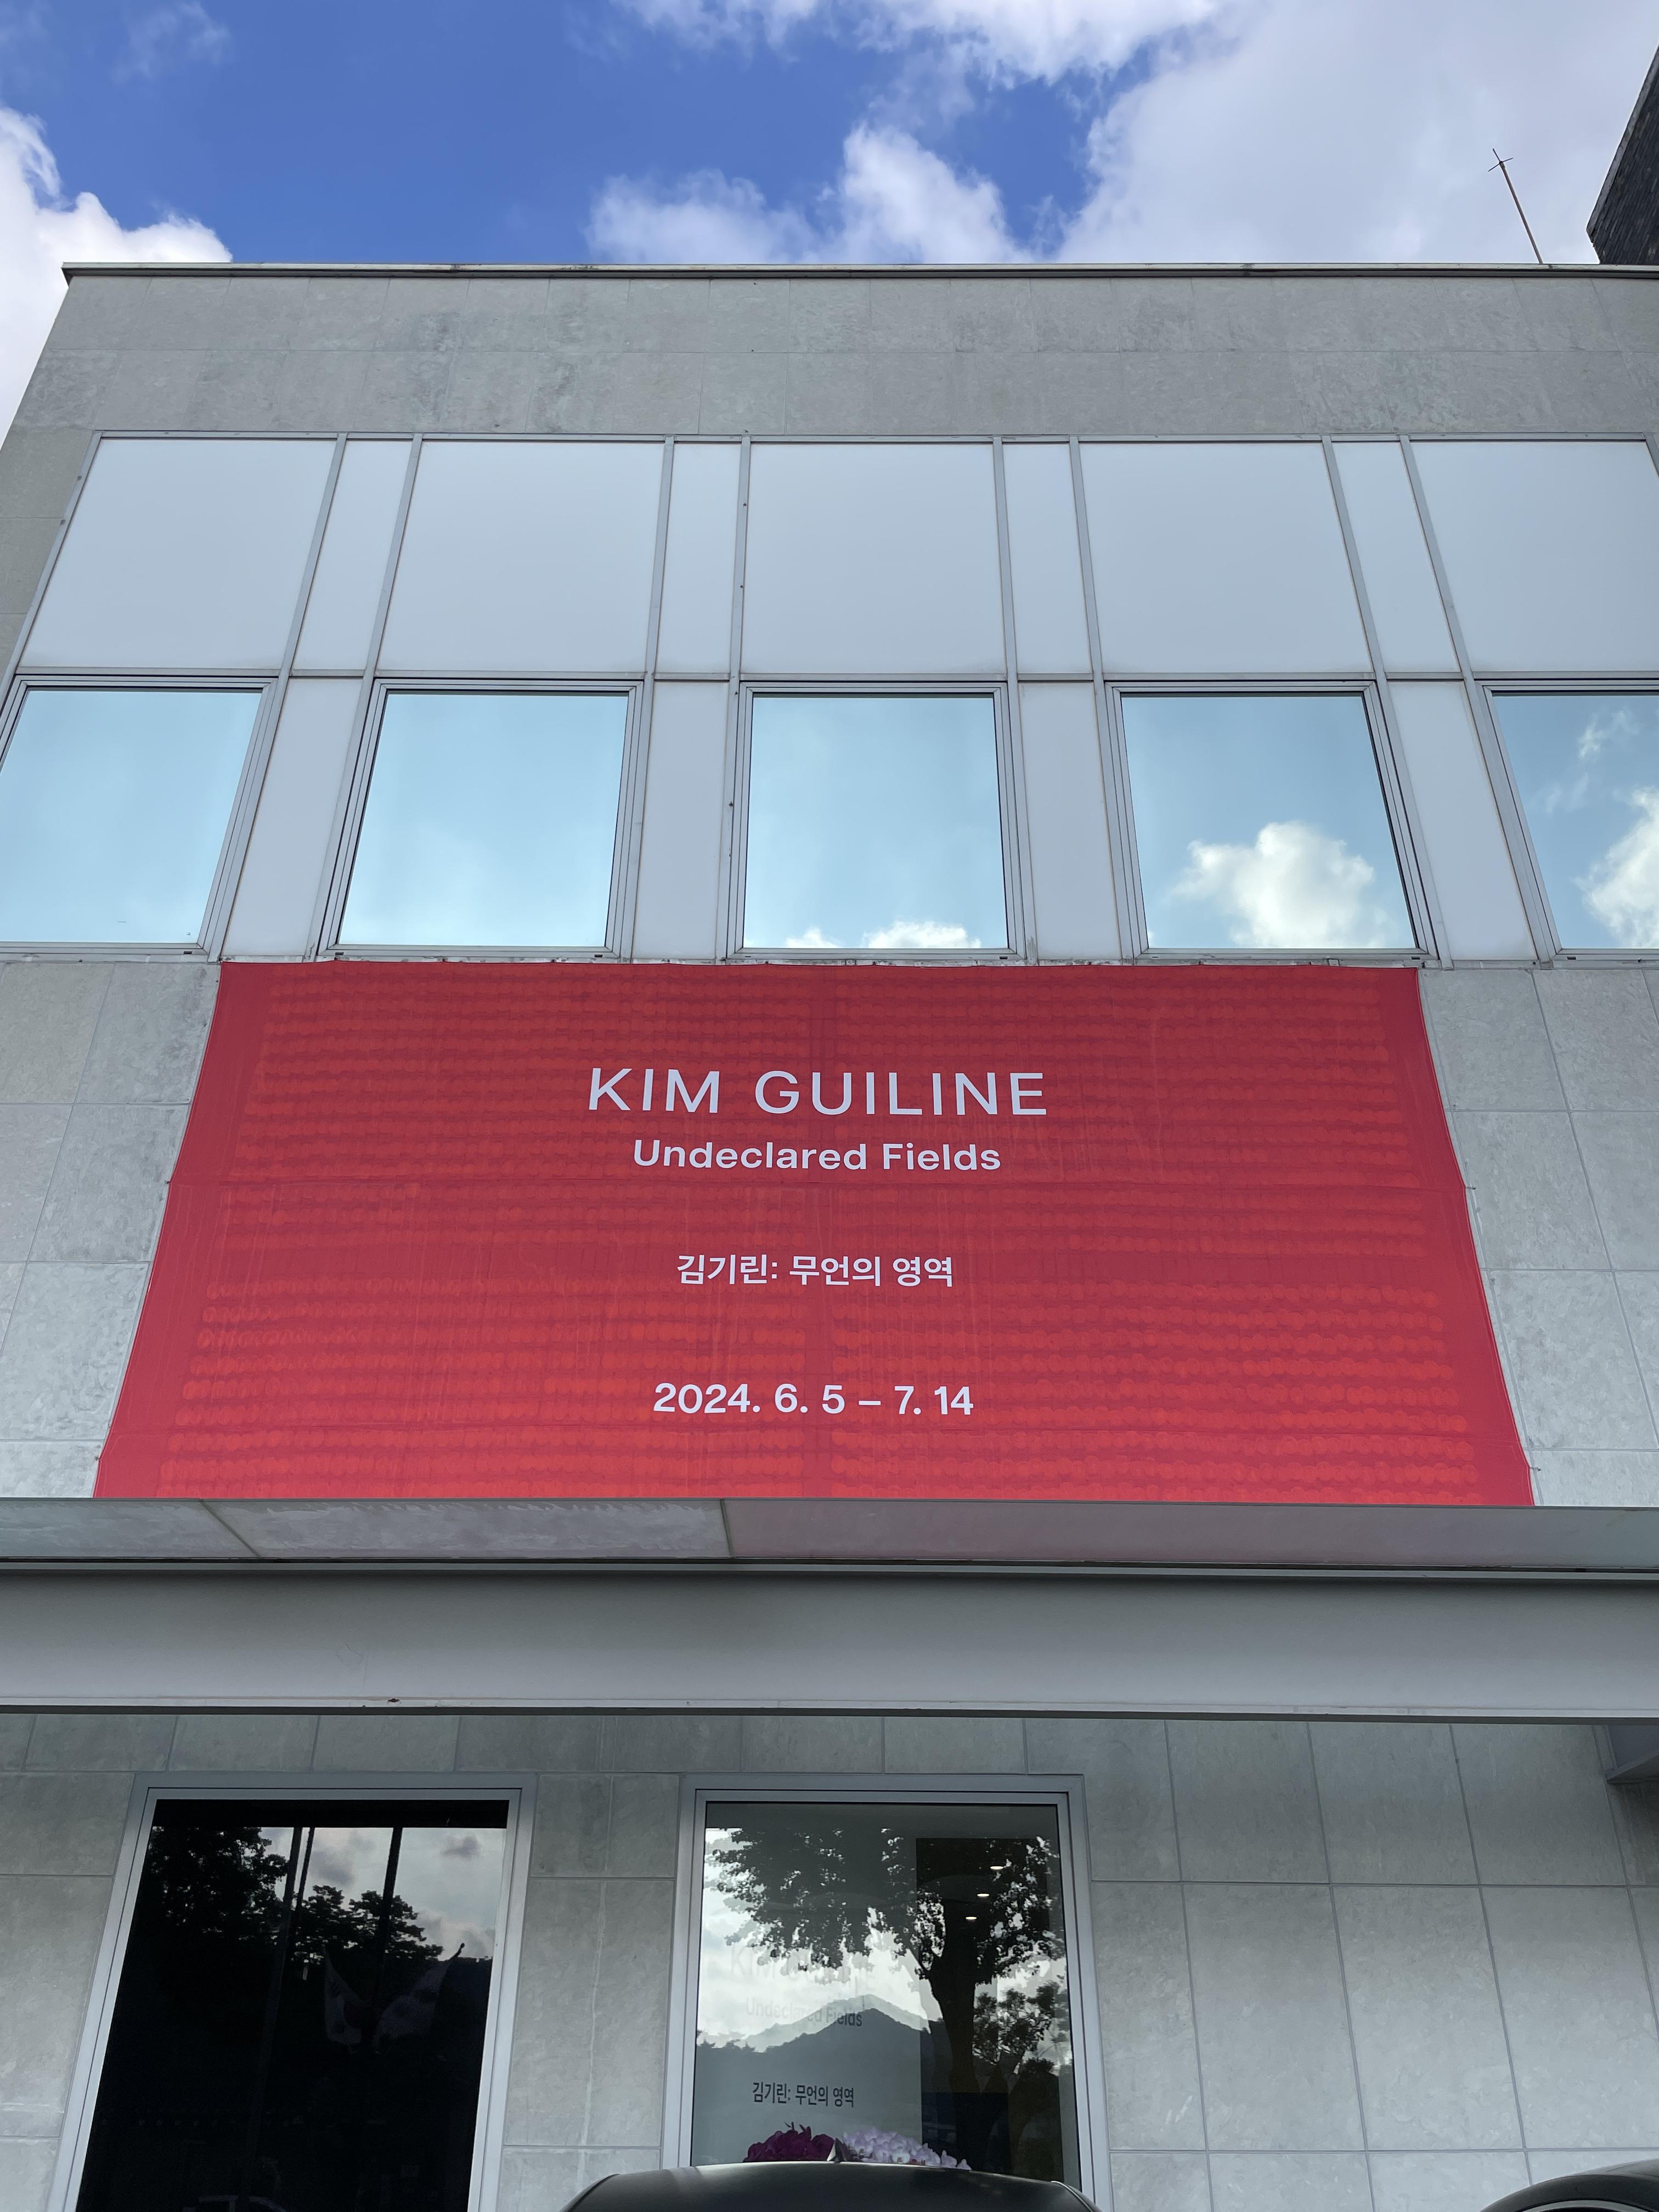 KIM GUILINE
Undeclared Fields
김기린: 무언의 영역
2024. 6. 5 – 7. 14
KIM
Undeclared Fields
김기린: 무언의 영역